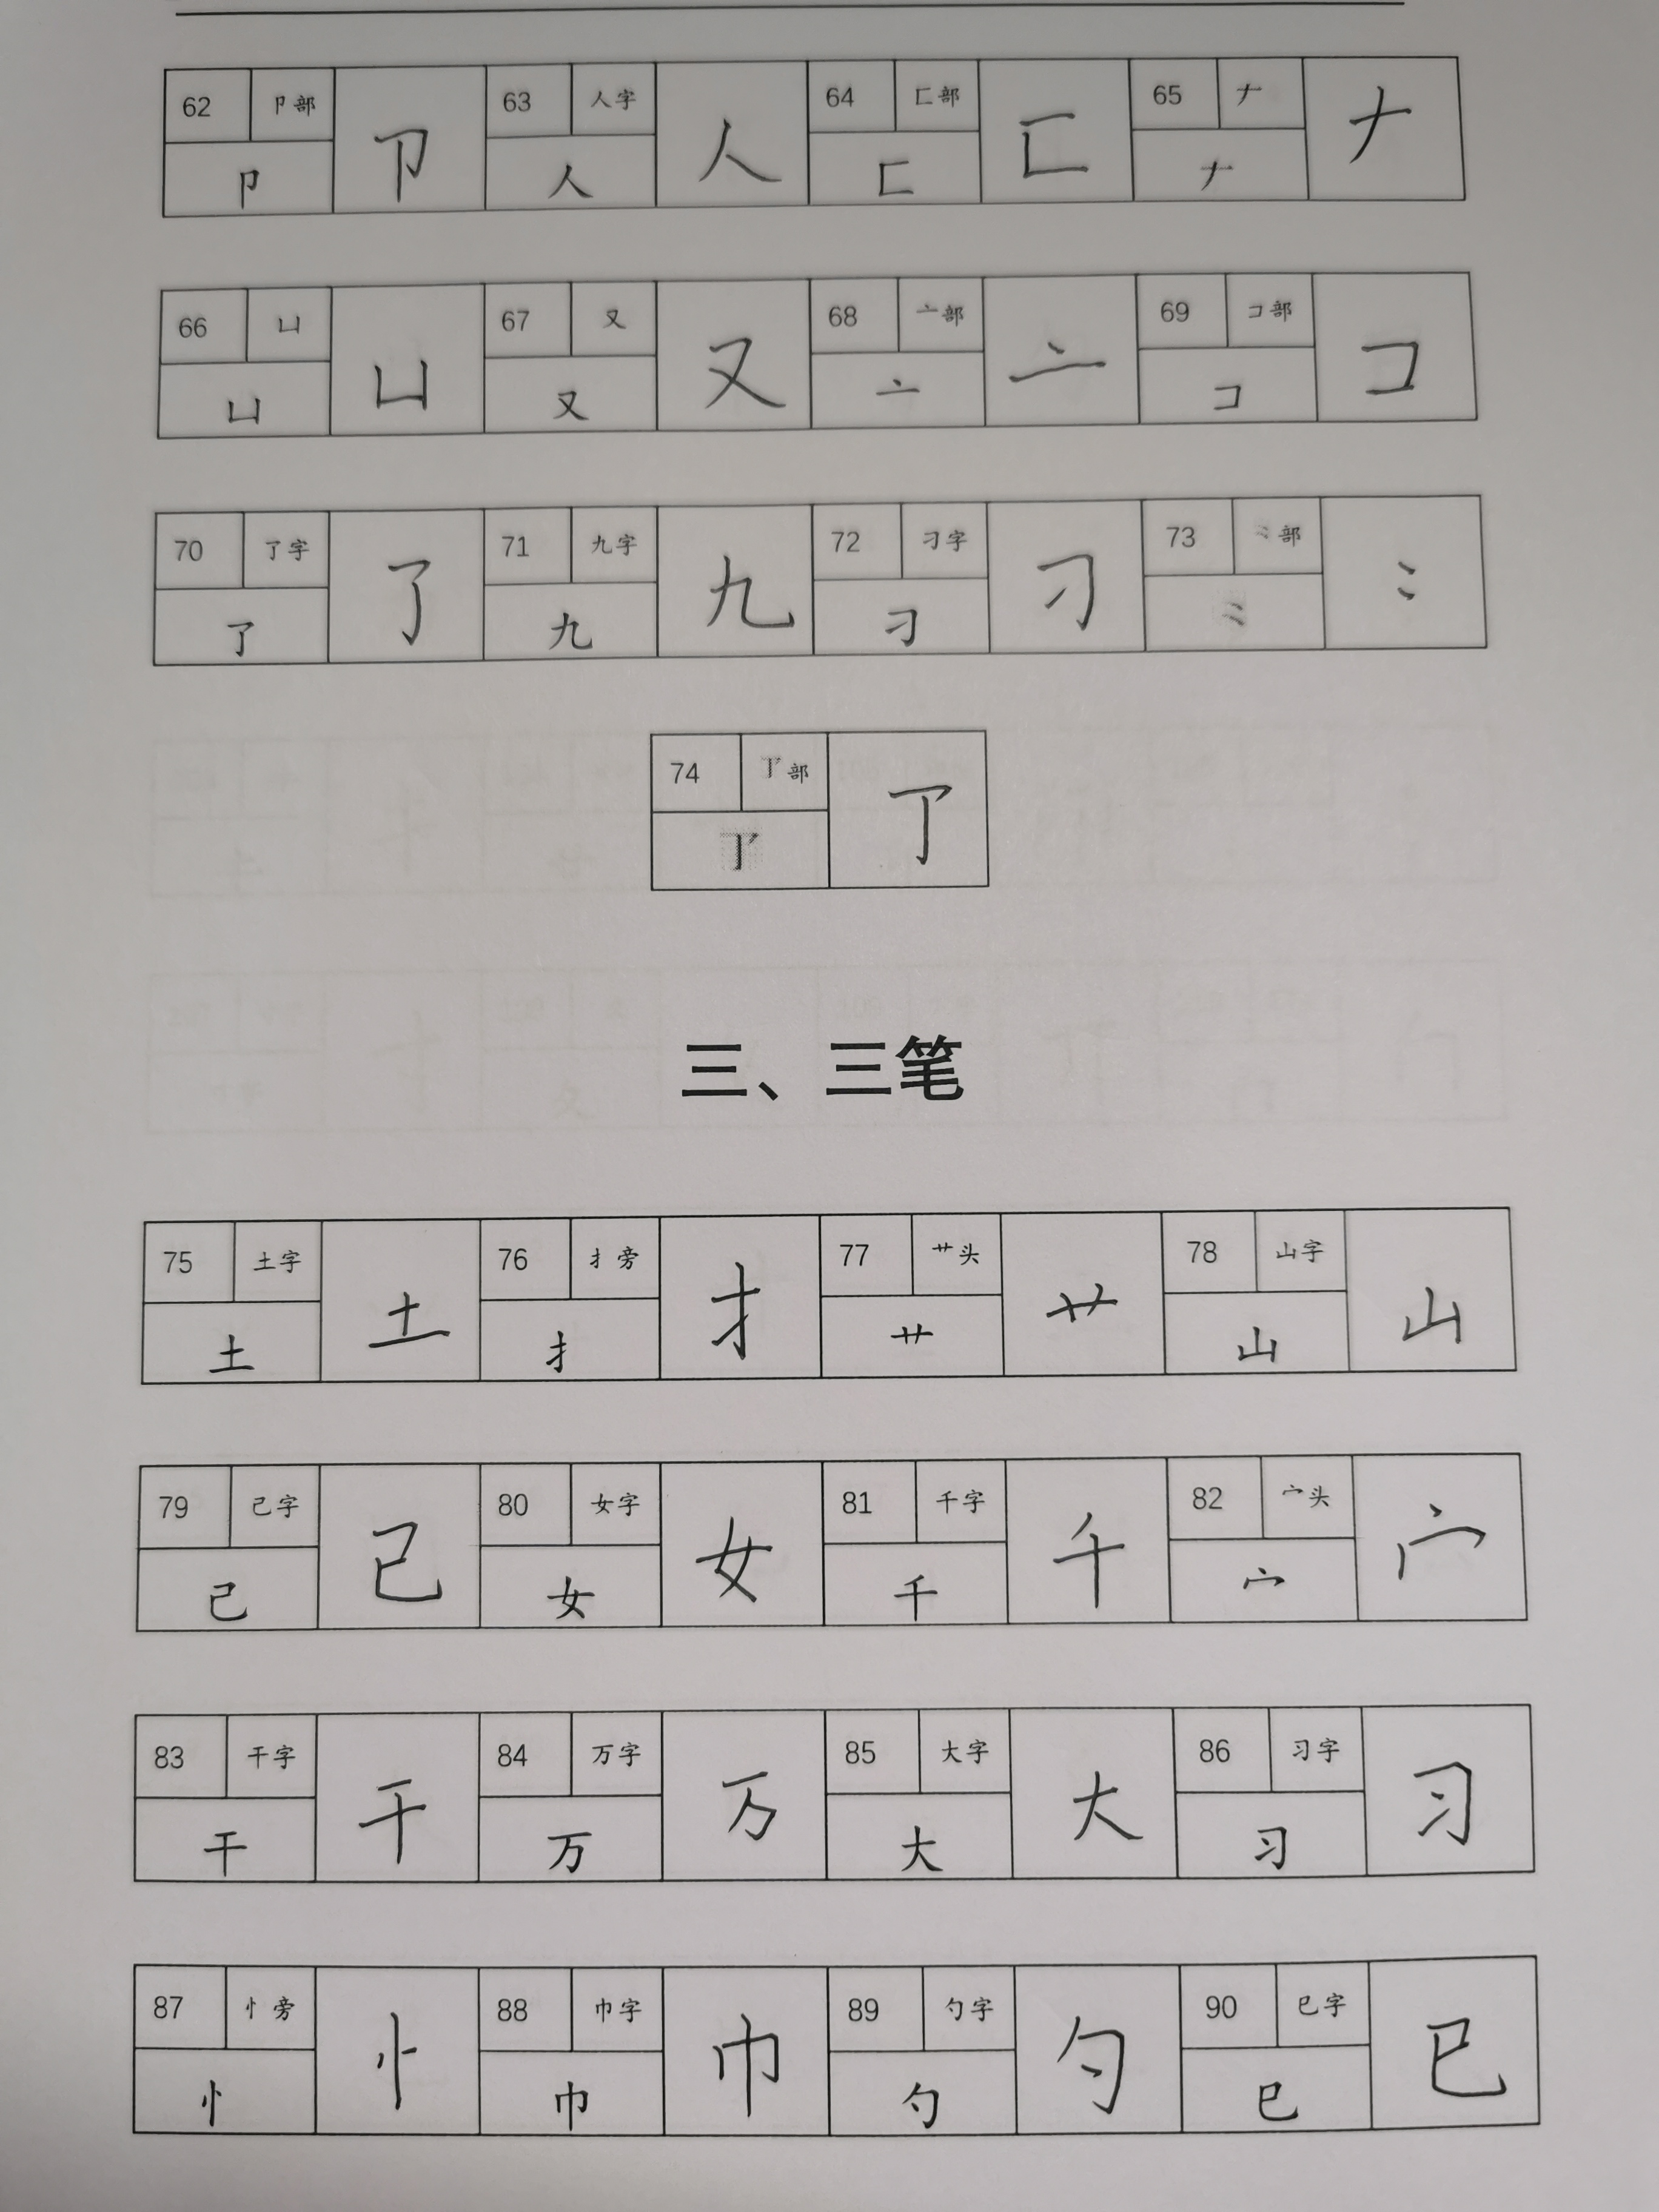 62 卩部 卩 卩 63 人字 人 人 64 匚部 匚 匚 65 𠂇 𠂇 𠂇
66 凵 凵 凵 67 又 又 又 68 亠部 亠 亠 69 コ部 コ コ
70 了字 了 了 71 九字 九 九 72 刁字 刁 刁 73 部
74 部
三、三笔
75 土字 土 土 76 扌旁 扌 扌 77 艹头 艹 艹 78 山字 山 山
79 己字 己 己 80 女字 女 女 81 千字 千 千 82 宀头 宀 宀
83 干字 干 干 84 万字 万 万 85 大字 大 大 86 习字 习 习
87 忄旁 忄 忄 88 巾字 巾 巾 89 勺字 勺 勺 90 巳字 巳 巳